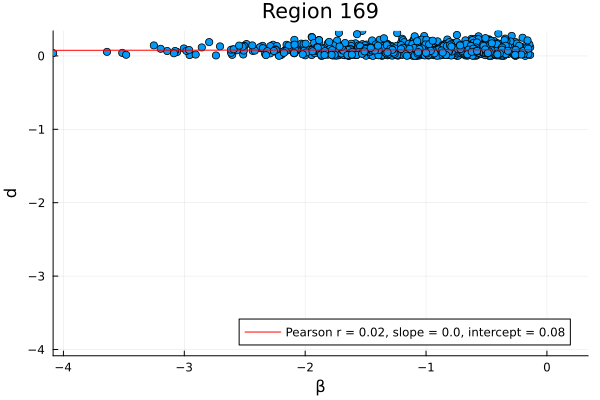 Region 169
d
0
−1
−2
−3
−4
Pearson r = 0.02, slope = 0.0, intercept = 0.08
−4
−3
−2
−1
0
β